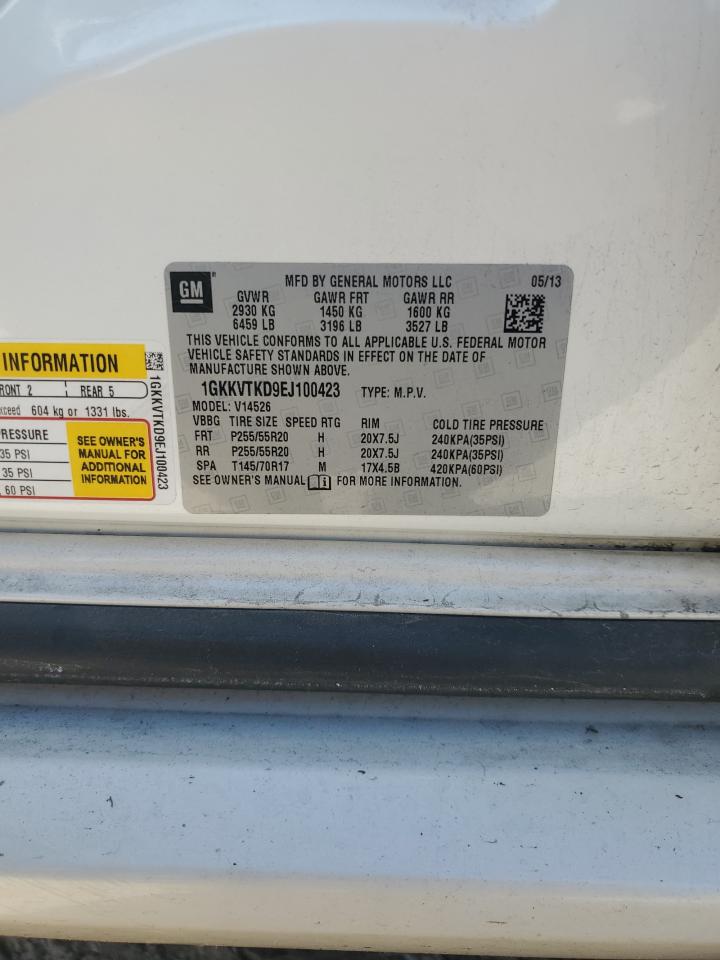 GM
MFD BY GENERAL MOTORS LLC 05/13
GVWR GAWR FRT GAWR RR
2930 KG 1450 KG 1600 KG
6459 LB 3196 LB 3527 LB
THIS VEHICLE CONFORMS TO ALL APPLICABLE U.S. FEDERAL MOTOR
VEHICLE SAFETY STANDARDS IN EFFECT ON THE DATE OF
MANUFACTURE SHOWN ABOVE.
1GKKVTKD9EJ100423 TYPE: M.P.V.
MODEL: V14526
VBBG TIRE SIZE SPEED RTG RIM COLD TIRE PRESSURE
FRT P255/55R20 H 20X7.5J 240KPA(35PSI)
RR P255/55R20 H 20X7.5J 240KPA(35PSI)
SPA T145/70R17 M 17X4.5B 420KPA(60PSI)
SEE OWNER'S MANUAL FOR MORE INFORMATION.
INFORMATION
RONT 2 REAR 5
xceed 604 kg or 1331 lbs.
PRESSURE
35 PSI
35 PSI
60 PSI
SEE OWNER'S
MANUAL FOR
ADDITIONAL
INFORMATION
1GKKVTKD9EJ100423